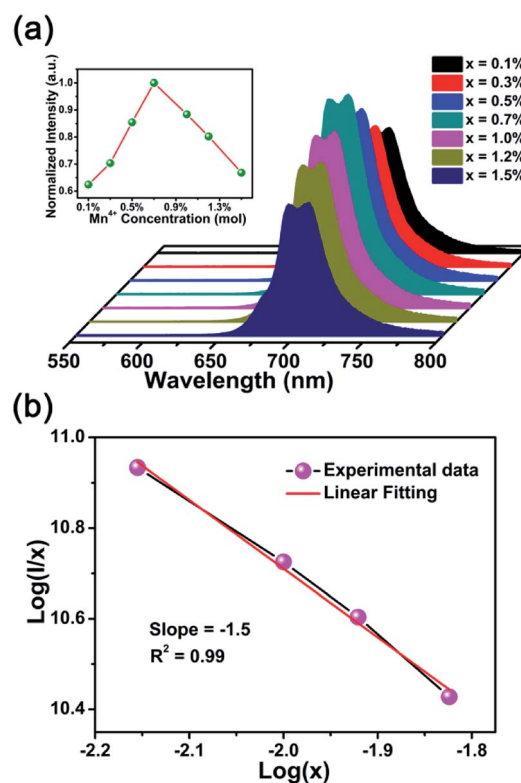 (a)
Normalized Intensity (a.u.)
1.0
0.9
0.8
0.7
0.6
0.1% 0.5% 0.9% 1.3%
Mn⁴⁺ Concentration (mol)
x = 0.1%
x = 0.3%
x = 0.5%
x = 0.7%
x = 1.0%
x = 1.2%
x = 1.5%
550 600 650 700 750 800
Wavelength (nm)
(b)
Log(I/x)
11.0
10.8
10.6
10.4
Experimental data
Linear Fitting
Slope = -1.5
R² = 0.99
-2.2 -2.1 -2.0 -1.9 -1.8
Log(x)